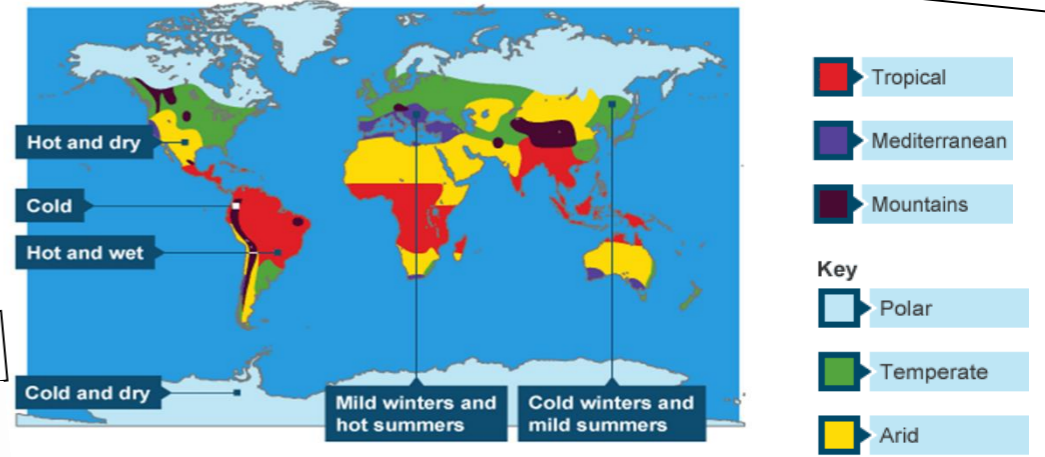 Hot and dry
Cold
Hot and wet
Cold and dry
Mild winters and
hot summers
Cold winters and
mild summers
Tropical
Mediterranean
Mountains
Key
Polar
Temperate
Arid